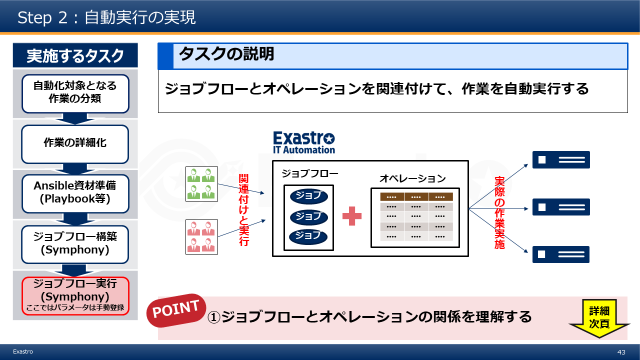 Step 2：自動実行の実現
実施するタスク
自動化対象となる
作業の分類
作業の詳細化
Ansible資材準備
(Playbook等)
ジョブフロー構築
(Symphony)
ジョブフロー実行
(Symphony)
ここではパラメータは手動登録
タスクの説明
ジョブフローとオペレーションを関連付けて、作業を自動実行する
Exastro
IT Automation
関連付けと実行
ジョブフロー
ジョブ
ジョブ
ジョブ
オペレーション
•••• •••• ••••
•••• •••• ••••
•••• •••• ••••
•••• •••• ••••
•••• •••• ••••
実際の作業実施
POINT
①ジョブフローとオペレーションの関係を理解する
詳細
次頁
Exastro
43